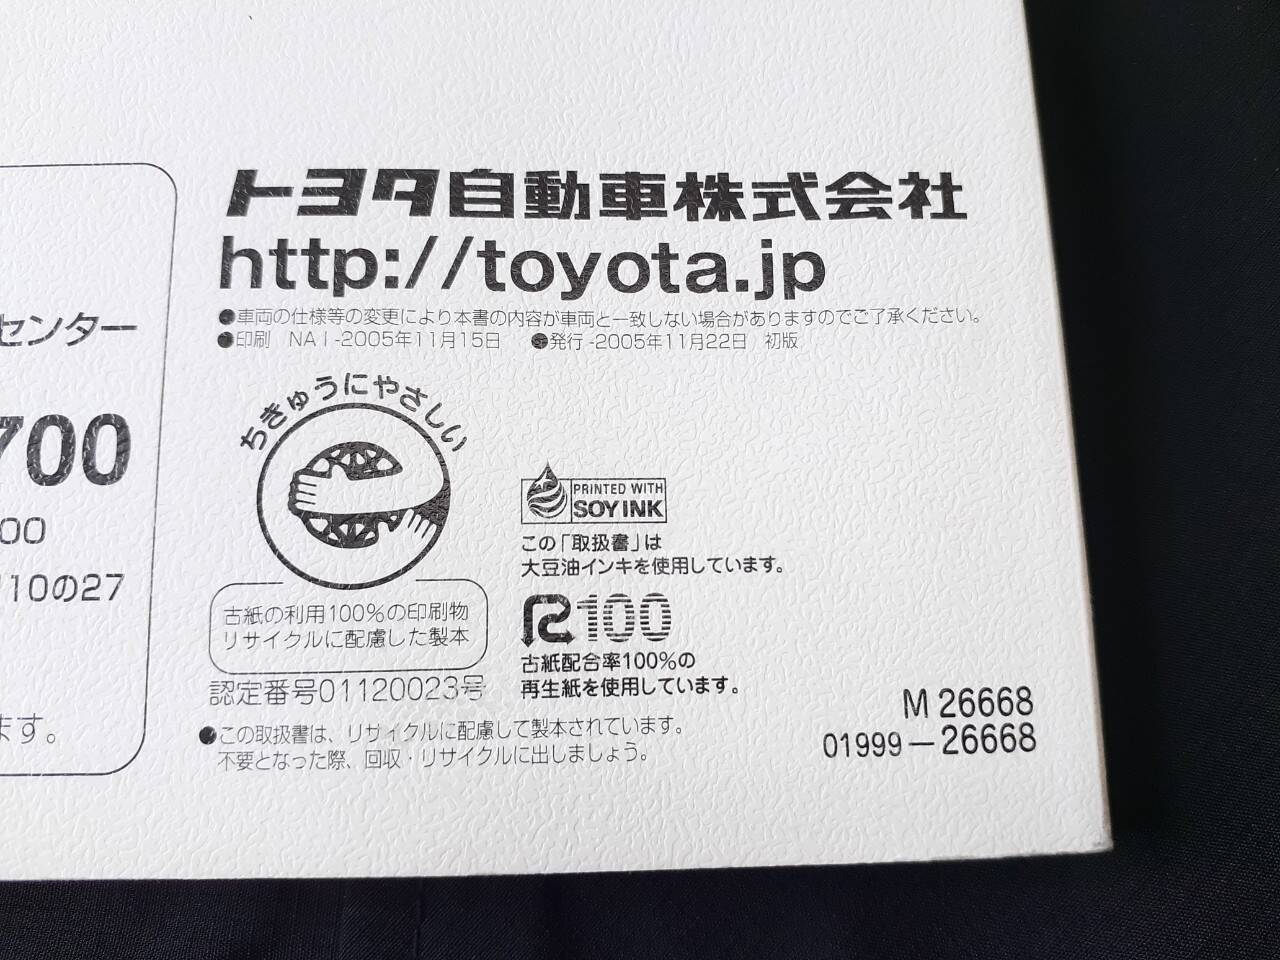 センター
700
00
10の27
ます。
トヨタ自動車株式会社
http://toyota.jp
●車両の仕様等の変更により本書の内容が車両と一致しない場合がありますのでご了承ください。
●印刷 NAI-2005年11月15日 ●発行-2005年11月22日 初版
ちきゅうにやさしい
古紙の利用100%の印刷物
リサイクルに配慮した製本
認定番号01120023号
PRINTED WITH
SOY INK
この「取扱書」は
大豆油インキを使用しています。
R100
古紙配合率100%の
再生紙を使用しています。
●この取扱書は、リサイクルに配慮して製本されています。
不要となった際、回収・リサイクルに出しましょう。
M 26668
01999-26668